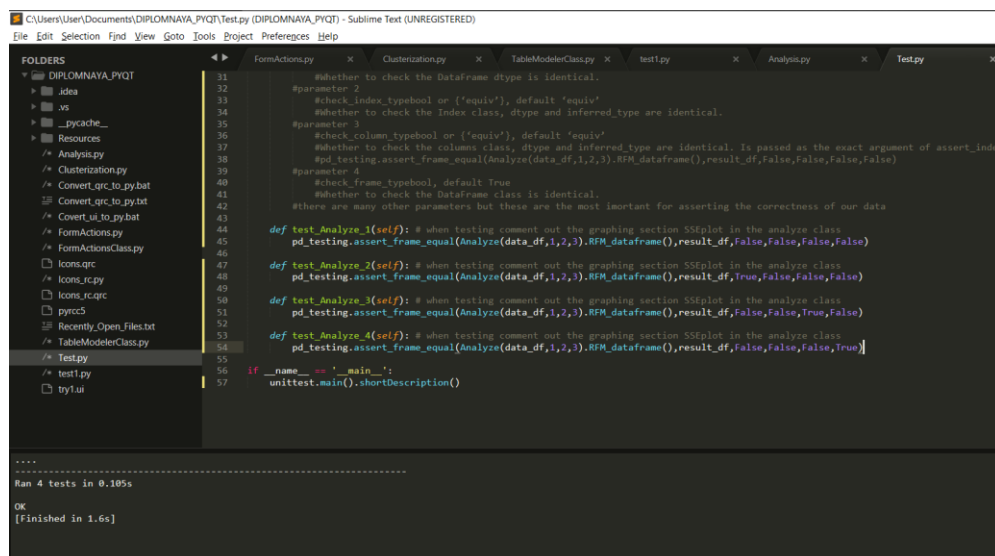 C:\Users\User\Documents\DIPLOMNAYA_PYQT\Test.py (DIPLOMNAYA_PYQT) - Sublime Text (UNREGISTERED)
File Edit Selection Find View Goto Tools Project Preferences Help
FOLDERS
DIPLOMNAYA_PYQT
.idea
.vs
__pycache__
Resources
/* Analysis.py
/* Clusterization.py
/* Convert_qrc_to_py.bat
Convert_qrc_to_py.txt
/* Covert_ui_to_py.bat
/* FormActions.py
/* FormActionsClass.py
Icons.qrc
/* Icons_rc.py
Icons_rc.qrc
pyrcc5
Recently_Open_Files.txt
/* TableModelerClass.py
/* Test.py
/* test1.py
try1.ui
FormActions.py × Clusterization.py × TableModelerClass.py × test1.py × Analysis.py × Test.py ×
31 #Whether to check the DataFrame dtype is identical.
32 #parameter 2
33 #check_index_typebool or {‘equiv’}, default ‘equiv’
34 #Whether to check the Index class, dtype and inferred_type are identical.
35 #parameter 3
36 #check_column_typebool or {‘equiv’}, default ‘equiv’
37 #Whether to check the columns class, dtype and inferred_type are identical. Is passed as the exact argument of assert_inde
38 #pd_testing.assert_frame_equal(Analyze(data_df,1,2,3).RFM_dataframe(),result_df,False,False,False,False)
39 #parameter 4
40 #check_frame_typebool, default True
41 #Whether to check the DataFrame class is identical.
42 #there are many other parameters but these are the most imortant for asserting the correctness of our data
43
44 def test_Analyze_1(self): # when testing comment out the graphing section SSEplot in the analyze class
45 pd_testing.assert_frame_equal(Analyze(data_df,1,2,3).RFM_dataframe(),result_df,False,False,False,False)
46
47 def test_Analyze_2(self): # when testing comment out the graphing section SSEplot in the analyze class
48 pd_testing.assert_frame_equal(Analyze(data_df,1,2,3).RFM_dataframe(),result_df,True,False,False,False)
49
50 def test_Analyze_3(self): # when testing comment out the graphing section SSEplot in the analyze class
51 pd_testing.assert_frame_equal(Analyze(data_df,1,2,3).RFM_dataframe(),result_df,False,False,True,False)
52
53 def test_Analyze_4(self): # when testing comment out the graphing section SSEplot in the analyze class
54 pd_testing.assert_frame_equal(Analyze(data_df,1,2,3).RFM_dataframe(),result_df,False,False,False,True)
55
56 if __name__ == '__main__':
57 unittest.main().shortDescription()
....
----------------------------------------------------------------------
Ran 4 tests in 0.105s
OK
[Finished in 1.6s]